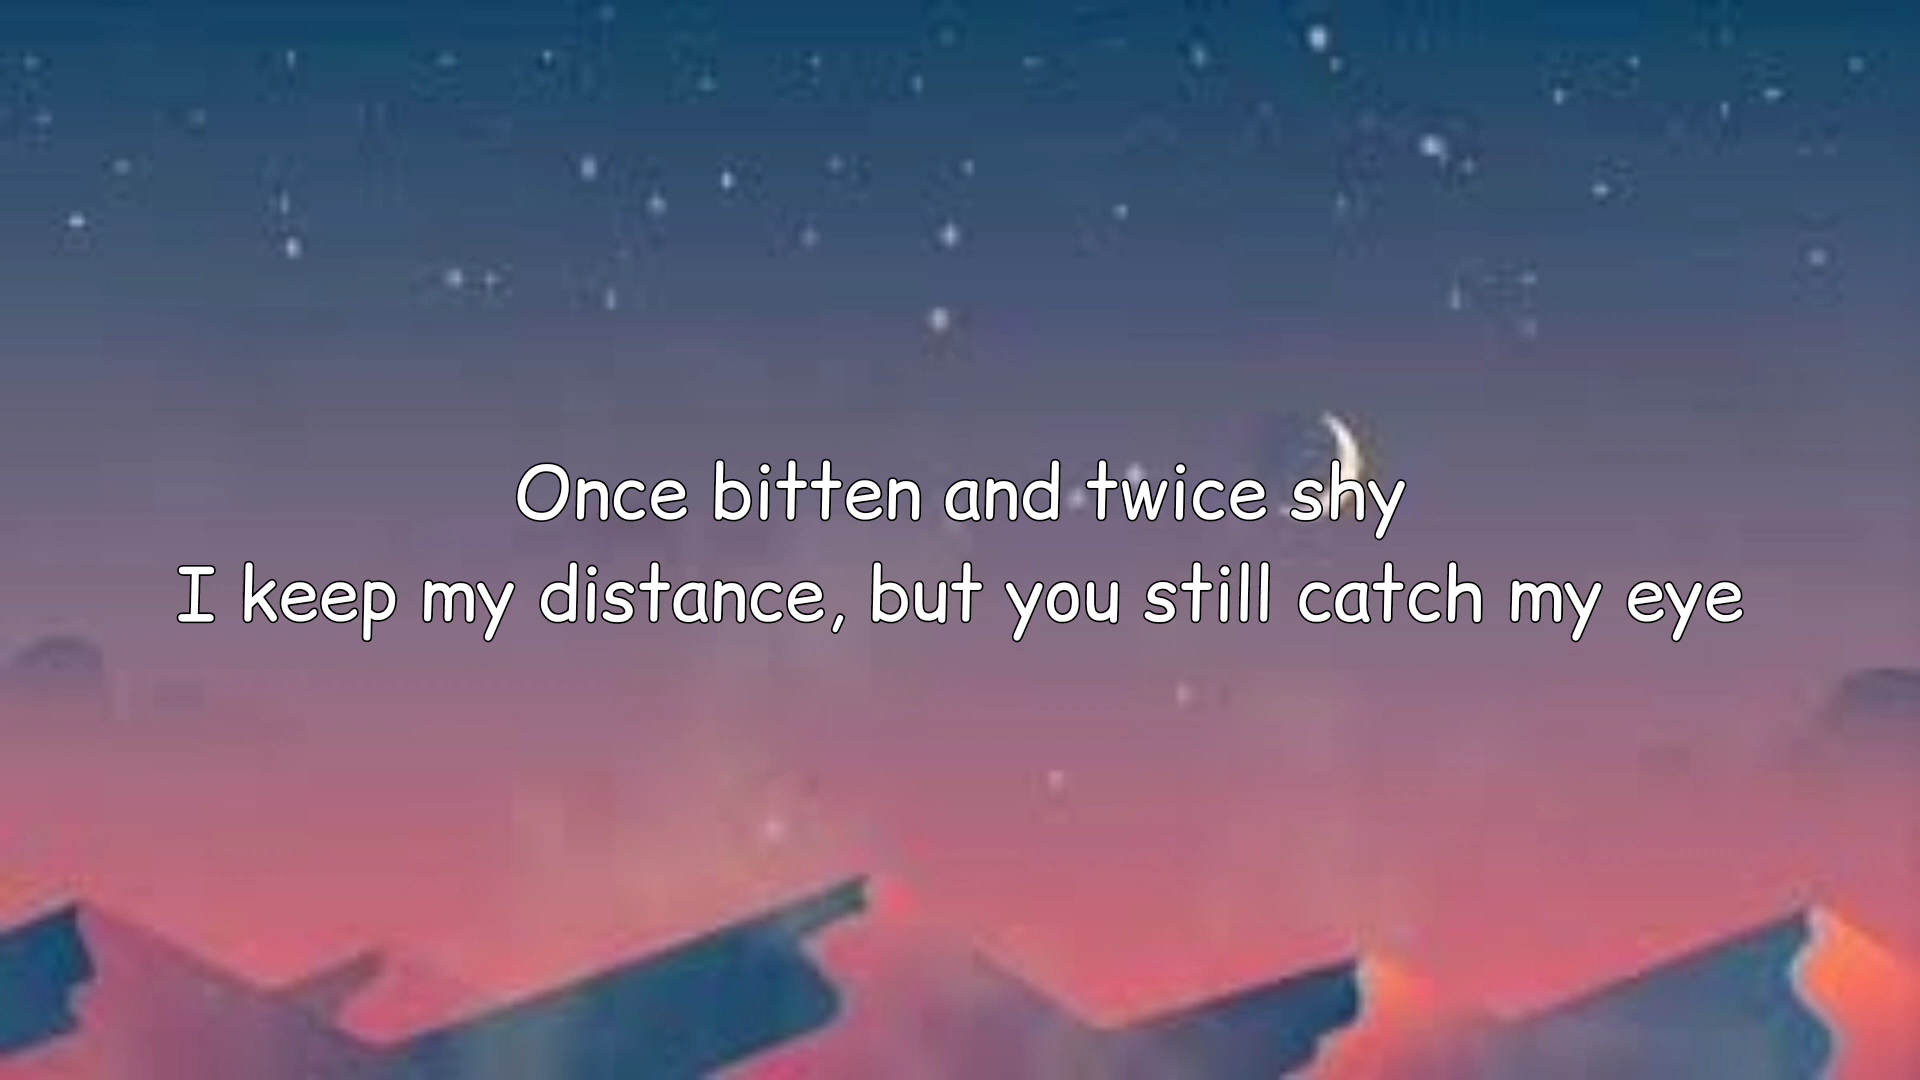 Once bitten and twice shy
I keep my distance, but you still catch my eye